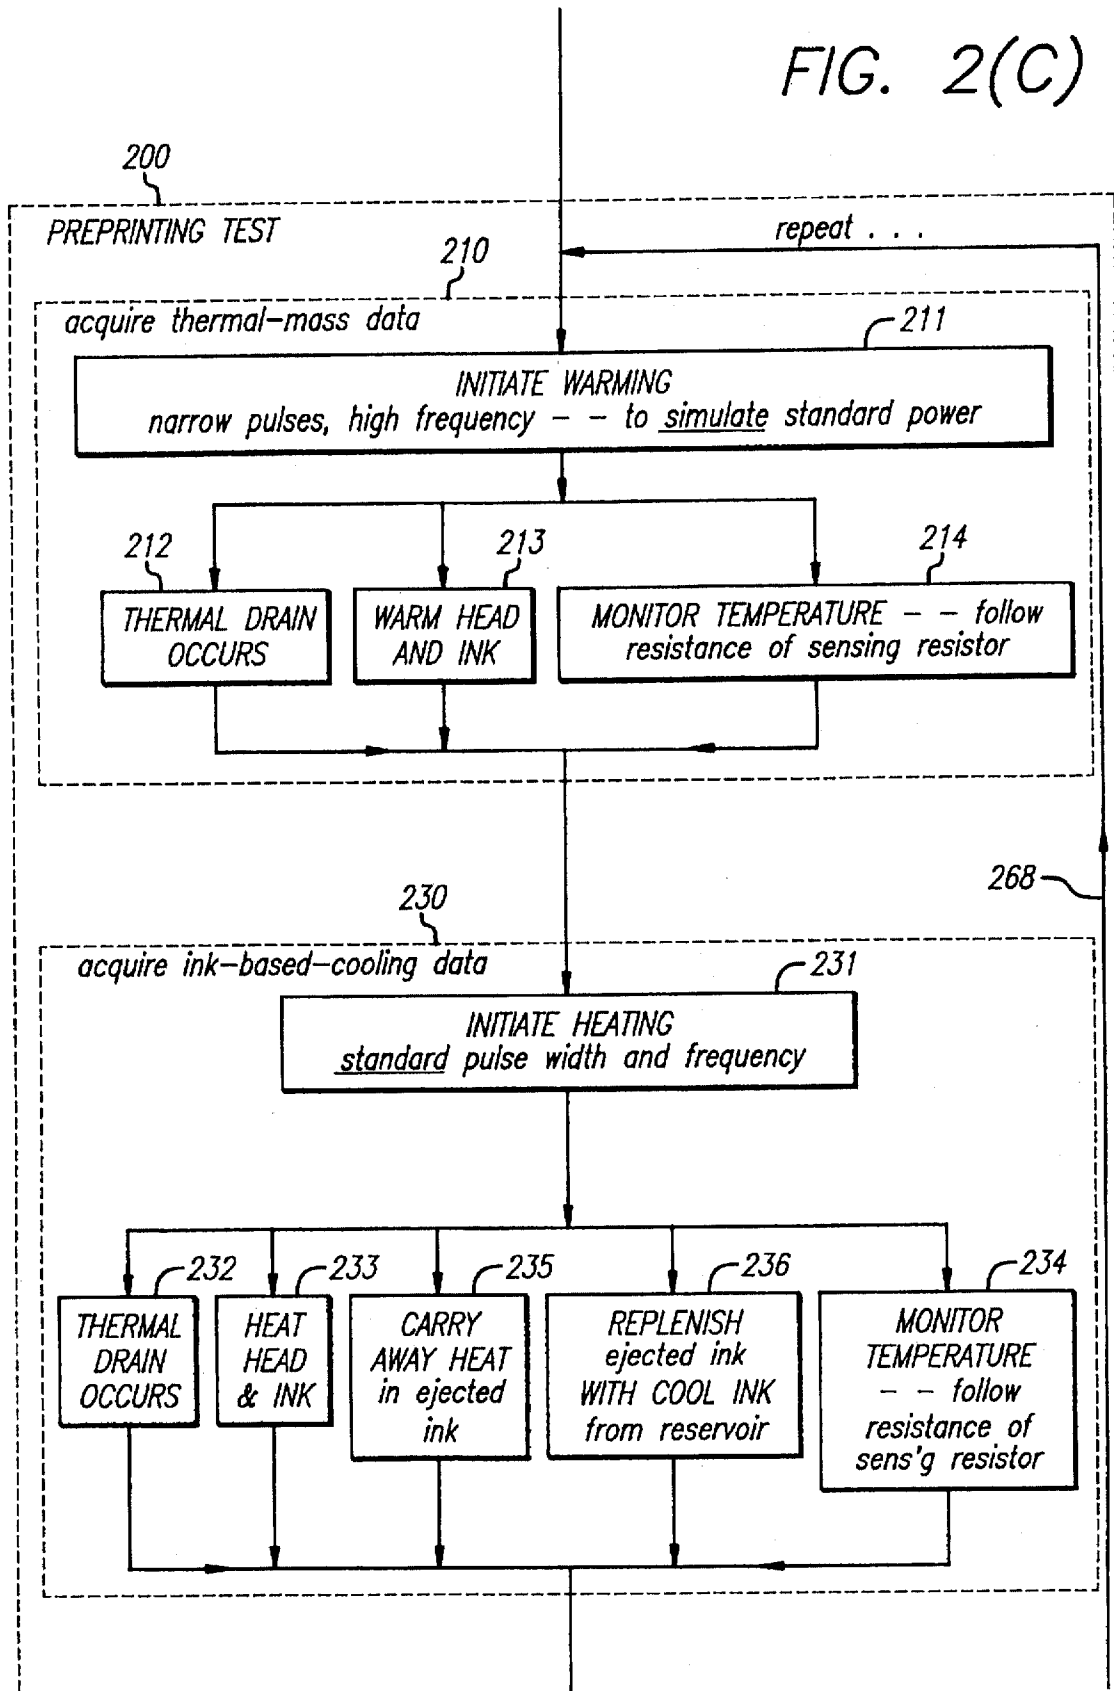 FIG. 2(C)
200
PREPRINTING TEST
repeat . . .
210
acquire thermal-mass data
211
INITIATE WARMING
narrow pulses, high frequency - - to simulate standard power
212
THERMAL DRAIN
OCCURS
213
WARM HEAD
AND INK
214
MONITOR TEMPERATURE - - follow
resistance of sensing resistor
268
230
acquire ink-based-cooling data
231
INITIATE HEATING
standard pulse width and frequency
232
THERMAL
DRAIN
OCCURS
233
HEAT
HEAD
& INK
235
CARRY
AWAY HEAT
in ejected
ink
236
REPLENISH
ejected ink
WITH COOL INK
from reservoir
234
MONITOR
TEMPERATURE
- - follow
resistance of
sens'g resistor